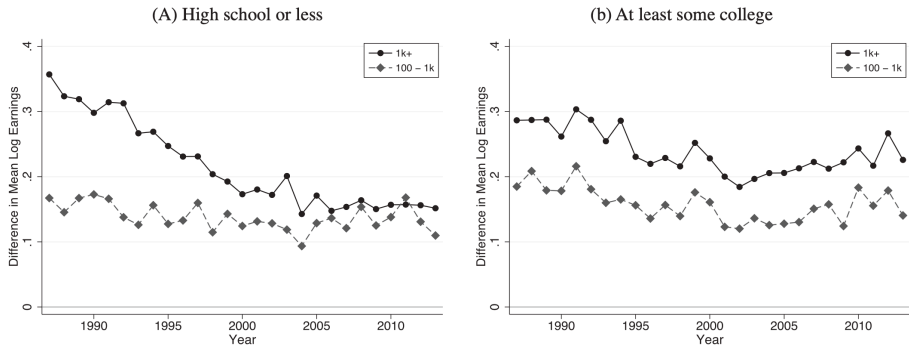 (A) High school or less
Difference in Mean Log Earnings
.4
.3
.2
.1
0
1k+
100 – 1k
1990
1995
2000
2005
2010
Year
(b) At least some college
Difference in Mean Log Earnings
.4
.3
.2
.1
0
1k+
100 – 1k
1990
1995
2000
2005
2010
Year